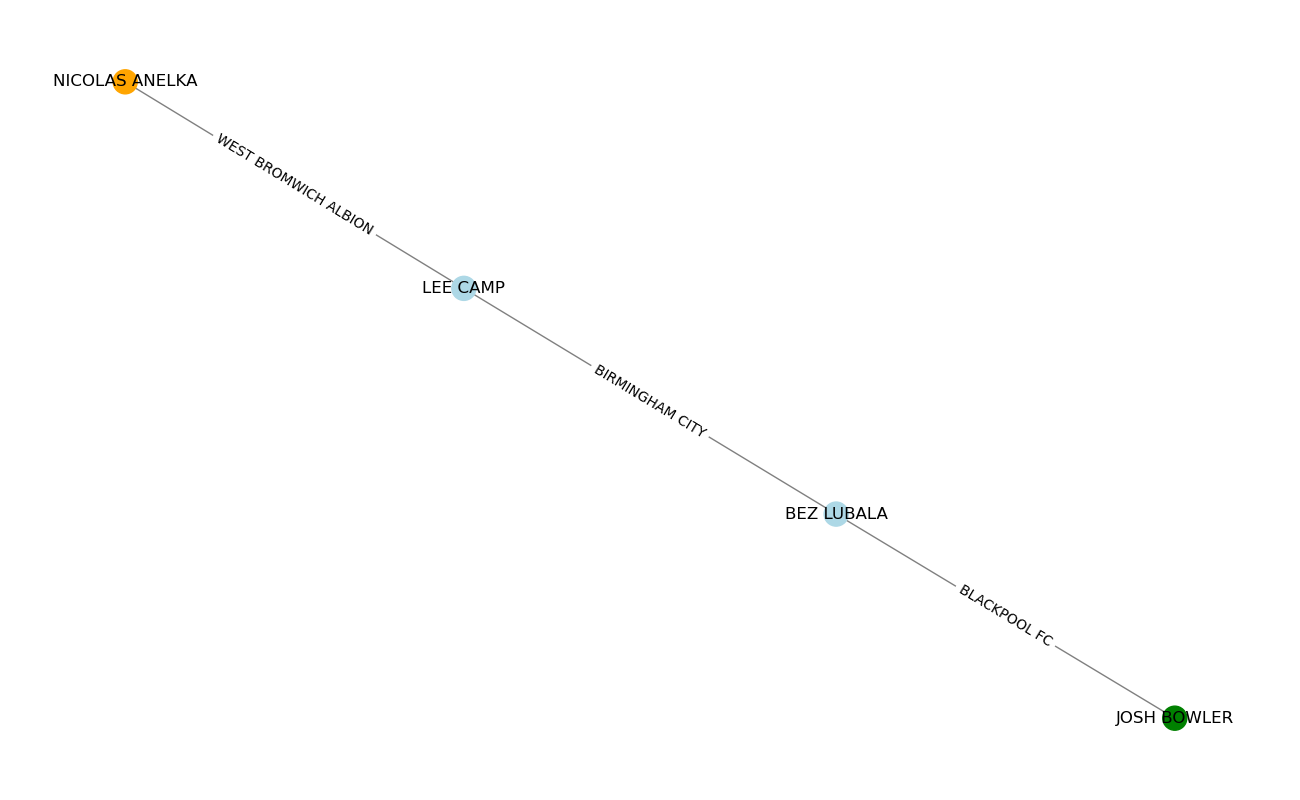 NICOLAS ANELKA
WEST BROMWICH ALBION
LEE CAMP
BIRMINGHAM CITY
BEZ LUBALA
BLACKPOOL FC
JOSH BOWLER